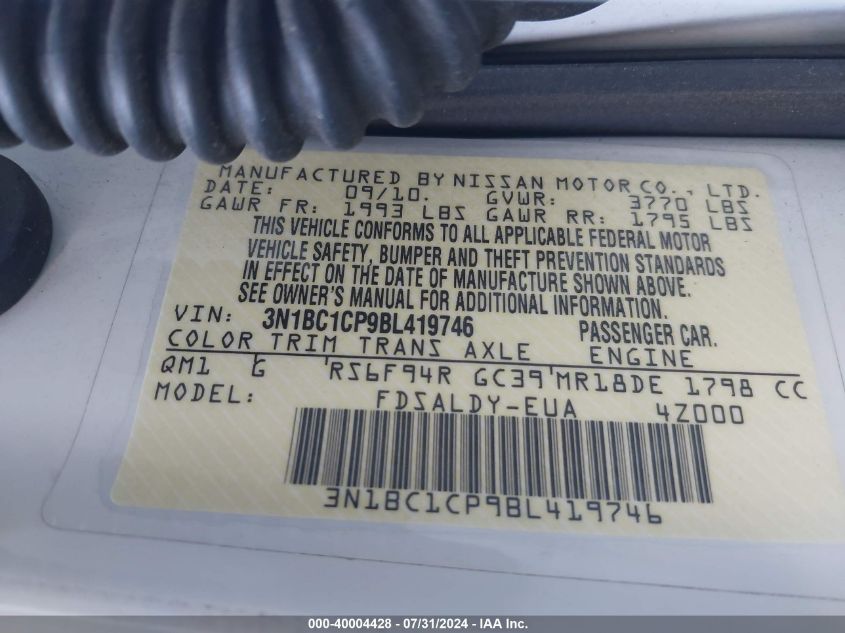 MANUFACTURED BY NISSAN MOTOR CO., LTD.
DATE: 09/10. GVWR: 3770 LBS
GAWR FR: 1993 LBS GAWR RR: 1795 LBS
THIS VEHICLE CONFORMS TO ALL APPLICABLE FEDERAL MOTOR
VEHICLE SAFETY, BUMPER AND THEFT PREVENTION STANDARDS
IN EFFECT ON THE DATE OF MANUFACTURE SHOWN ABOVE.
SEE OWNER'S MANUAL FOR ADDITIONAL INFORMATION.
VIN: 3N1BC1CP9BL419746 PASSENGER CAR.
COLOR TRIM TRANS AXLE ENGINE
QM1 G RS6F94R GC39 MR18DE 1798 CC
MODEL: FDSALDY-EUA 4Z000
3N1BC1CP9BL419746
000-40004428 - 07/31/2024 - IAA Inc.